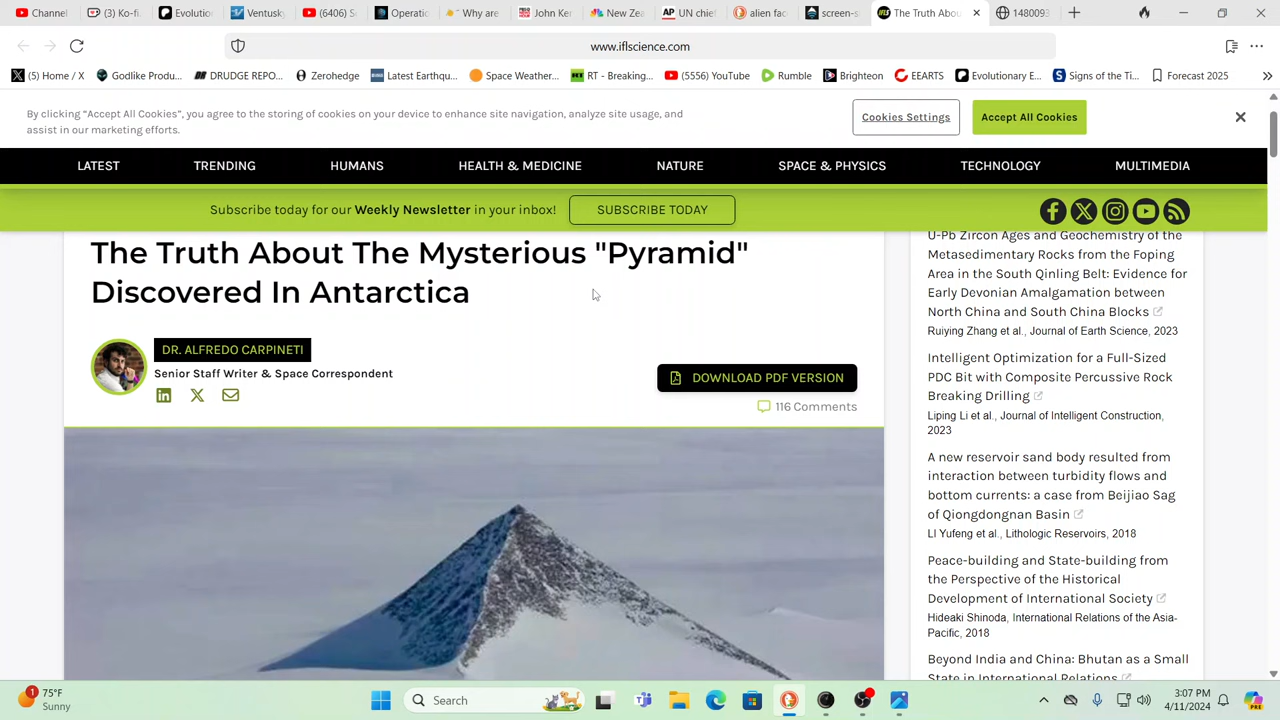 Channel
(3) Ko-fi
Evolution
Ventusky
(6406) S
Operatio
Why are
John Ker
New Zea
UN chief
alien fac
screen-s
The Truth Abou
1480093
www.iflscience.com
(5) Home / X
Godlike Produ...
DRUDGE REPO...
Zerohedge
Latest Earthqu...
Space Weather...
RT - Breaking...
(5556) YouTube
Rumble
Brighteon
EEARTS
Evolutionary E...
Signs of the Ti...
Forecast 2025
By clicking “Accept All Cookies”, you agree to the storing of cookies on your device to enhance site navigation, analyze site usage, and
assist in our marketing efforts.
Cookies Settings
Accept All Cookies
LATEST
TRENDING
HUMANS
HEALTH & MEDICINE
NATURE
SPACE & PHYSICS
TECHNOLOGY
MULTIMEDIA
Subscribe today for our Weekly Newsletter in your inbox!
SUBSCRIBE TODAY
The Truth About The Mysterious "Pyramid"
Discovered In Antarctica
DR. ALFREDO CARPINETI
Senior Staff Writer & Space Correspondent
DOWNLOAD PDF VERSION
116 Comments
U-Pb Zircon Ages and Geochemistry of the
Metasedimentary Rocks from the Foping
Area in the South Qinling Belt: Evidence for
Early Devonian Amalgamation between
North China and South China Blocks
Ruiying Zhang et al., Journal of Earth Science, 2023
Intelligent Optimization for a Full-Sized
PDC Bit with Composite Percussive Rock
Breaking Drilling
Liping Li et al., Journal of Intelligent Construction,
2023
A new reservoir sand body resulted from
interaction between turbidity flows and
bottom currents: a case from Beijiao Sag
of Qiongdongnan Basin
LI Yufeng et al., Lithologic Reservoirs, 2018
Peace-building and State-building from
the Perspective of the Historical
Development of International Society
Hideaki Shinoda, International Relations of the Asia-
Pacific, 2018
Beyond India and China: Bhutan as a Small
State in International Relations
1
75°F
Sunny
Search
3:07 PM
4/11/2024
PRE